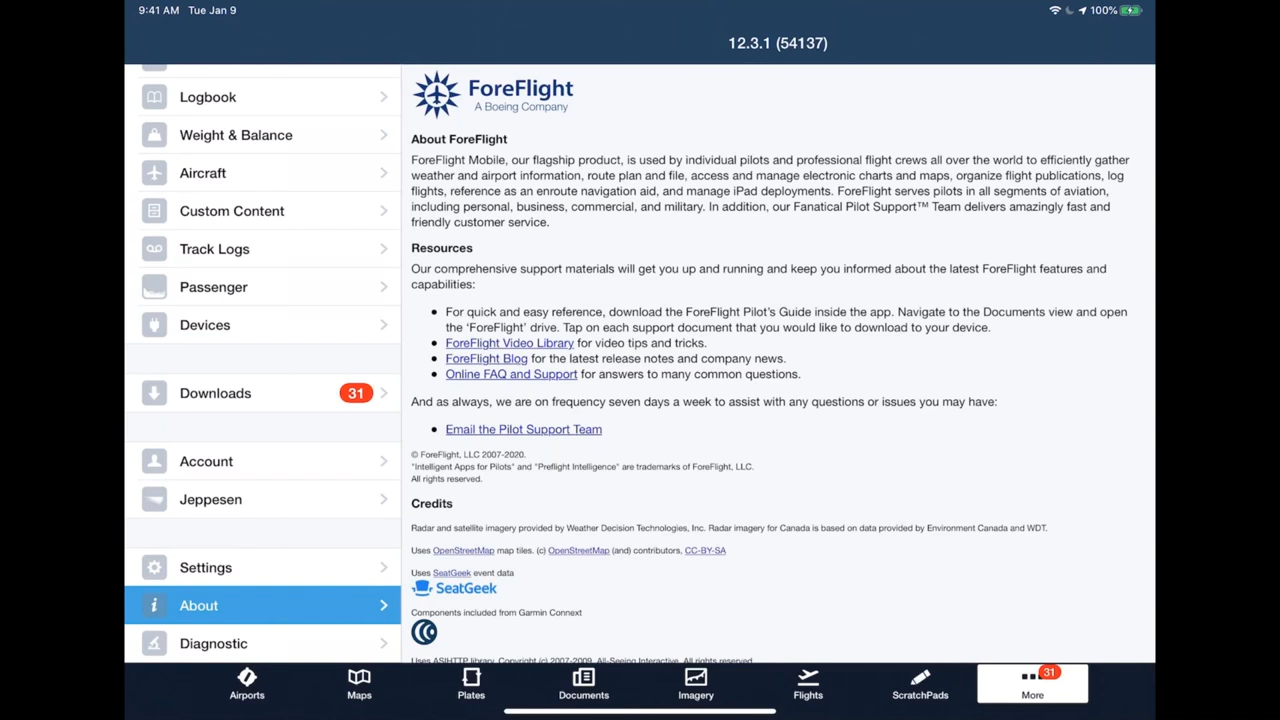 9:41 AM Tue Jan 9
100%
12.3.1 (54137)
Logbook
Weight & Balance
Aircraft
Custom Content
Track Logs
Passenger
Devices
Downloads 31
Account
Jeppesen
Settings
About
Diagnostic
ForeFlight
A Boeing Company
About ForeFlight
ForeFlight Mobile, our flagship product, is used by individual pilots and professional flight crews all over the world to efficiently gather
weather and airport information, route plan and file, access and manage electronic charts and maps, organize flight publications, log
flights, reference as an enroute navigation aid, and manage iPad deployments. ForeFlight serves pilots in all segments of aviation,
including personal, business, commercial, and military. In addition, our Fanatical Pilot Support™ Team delivers amazingly fast and
friendly customer service.
Resources
Our comprehensive support materials will get you up and running and keep you informed about the latest ForeFlight features and
capabilities:
• For quick and easy reference, download the ForeFlight Pilot's Guide inside the app. Navigate to the Documents view and open
the 'ForeFlight' drive. Tap on each support document that you would like to download to your device.
• ForeFlight Video Library for video tips and tricks.
• ForeFlight Blog for the latest release notes and company news.
• Online FAQ and Support for answers to many common questions.
And as always, we are on frequency seven days a week to assist with any questions or issues you may have:
• Email the Pilot Support Team
© ForeFlight, LLC 2007-2020.
"Intelligent Apps for Pilots" and "Preflight Intelligence" are trademarks of ForeFlight, LLC.
All rights reserved.
Credits
Radar and satellite imagery provided by Weather Decision Technologies, Inc. Radar imagery for Canada is based on data provided by Environment Canada and WDT.
Uses OpenStreetMap map tiles. (c) OpenStreetMap (and) contributors, CC-BY-SA
Uses SeatGeek event data
SeatGeek
Components included from Garmin Connext
Uses ASIHTTP library. Copyright (c) 2007-2009, All-Seeing Interactive. All rights reserved.
Airports
Maps
Plates
Documents
Imagery
Flights
ScratchPads
31
More